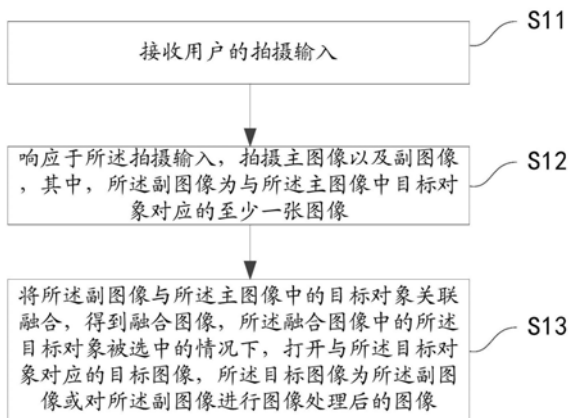 S11
接收用户的拍摄输入
响应于所述拍摄输入，拍摄主图像以及副图像
，其中，所述副图像为与所述主图像中目标对
象对应的至少一张图像
S12
将所述副图像与所述主图像中的目标对象关联
融合，得到融合图像，所述融合图像中的所述
目标对象被选中的情况下，打开与所述目标对
象对应的目标图像，所述目标图像为所述副图
像或对所述副图像进行图像处理后的图像
S13